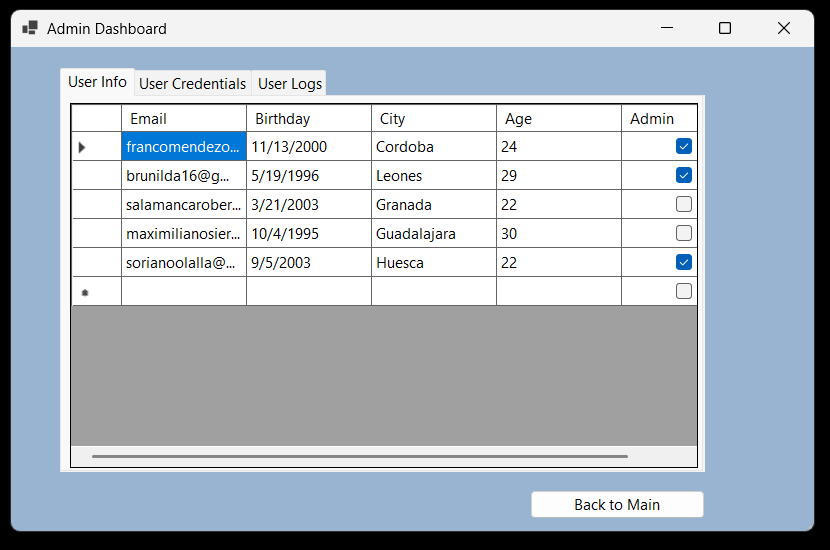 Admin Dashboard
User Info User Credentials User Logs
Email Birthday City Age Admin
francomendezo... 11/13/2000 Cordoba 24
brunilda16@g... 5/19/1996 Leones 29
salamancarober... 3/21/2003 Granada 22
maximilianosier... 10/4/1995 Guadalajara 30
sorianoolalla@... 9/5/2003 Huesca 22
Back to Main